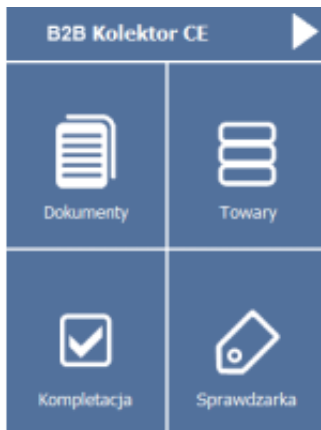 B2B Kolektor CE
Dokumenty
Towary
Kompletacja
Sprawdzarka